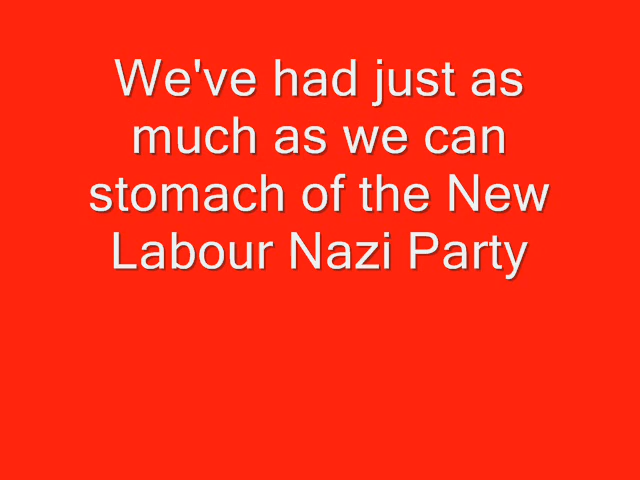 We've had just as
much as we can
stomach of the New
Labour Nazi Party